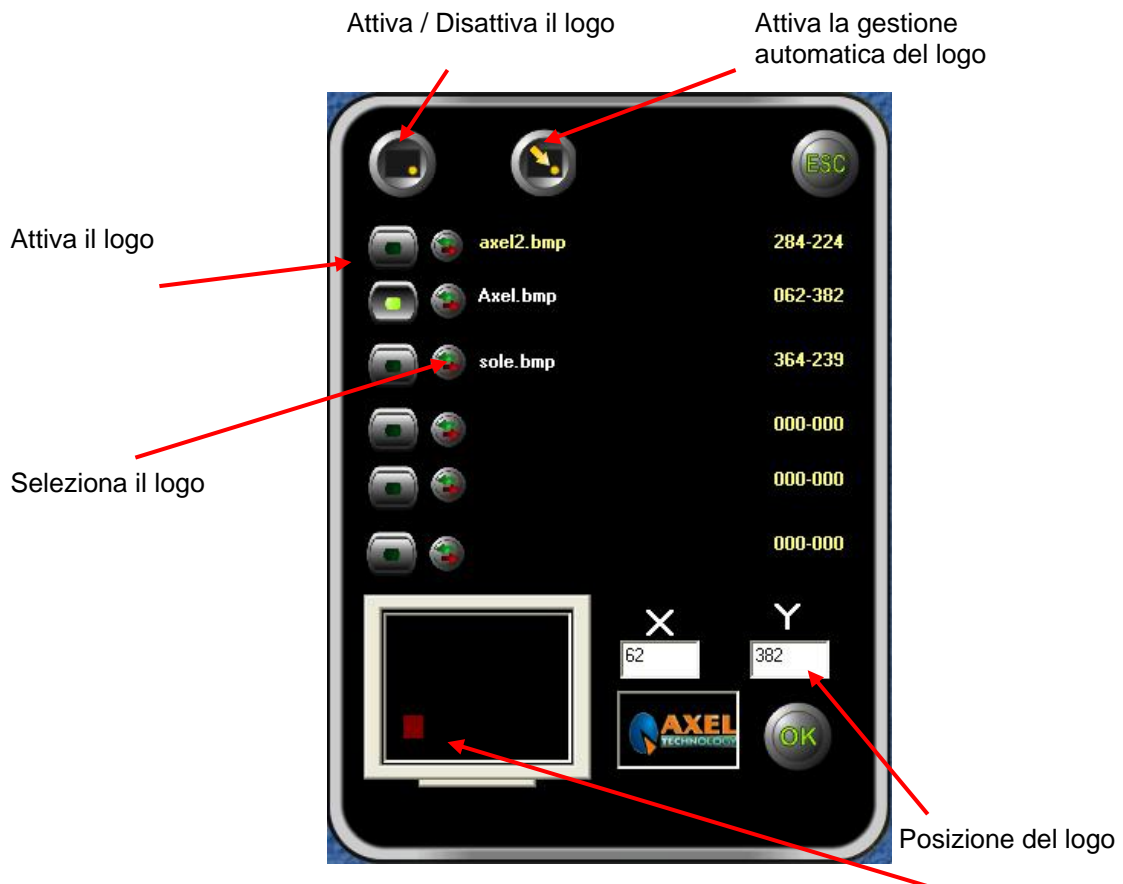 Attiva / Disattiva il logo
Attiva la gestione
automatica del logo
ESC
Attiva il logo
axel2.bmp 284-224
Axel.bmp 062-382
sole.bmp 364-239
000-000
Seleziona il logo
000-000
000-000
X Y
62 382
AXEL
TECHNOLOGY
OK
Posizione del logo